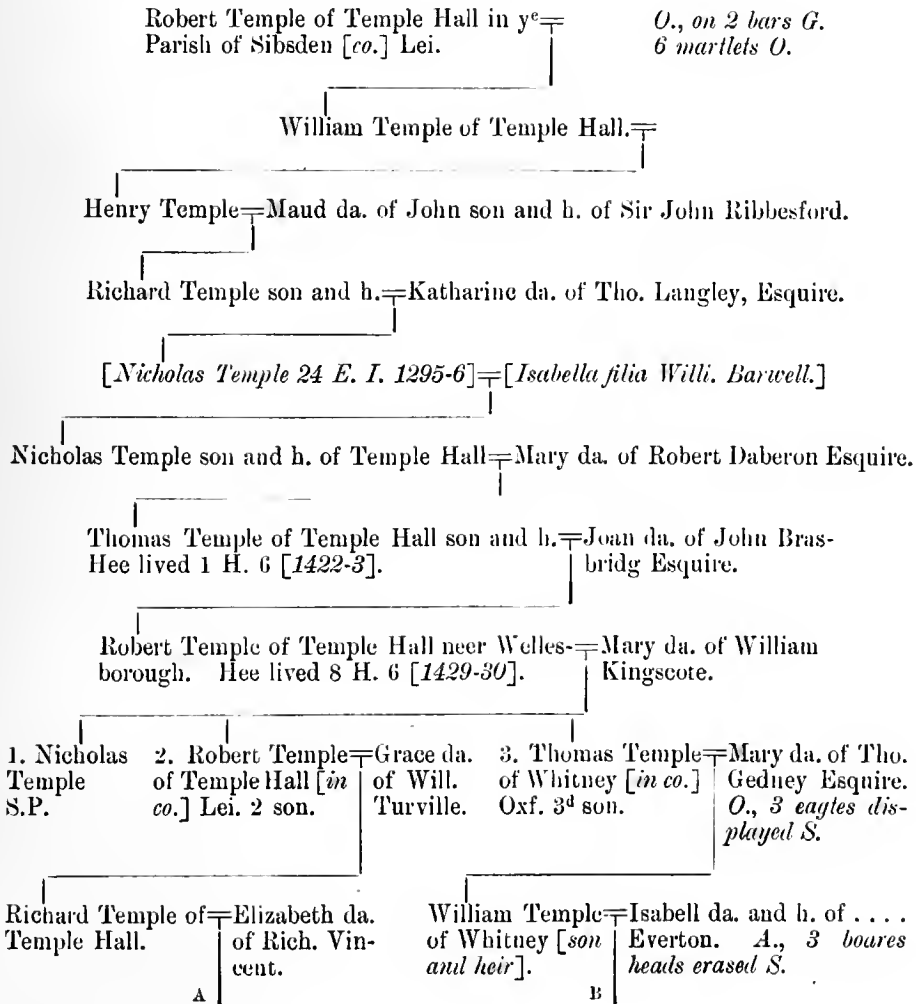 Robert Temple of Temple Hall in yᵉ O., on 2 bars G.
Parish of Sibsden [co.] Lei. 6 martlets O.
William Temple of Temple Hall.
Henry Temple Maud da. of John son and h. of Sir John Ribbesford.
Richard Temple son and h. Katharine da. of Tho. Langley, Esquire.
[Nicholas Temple 24 E. I. 1295-6] [Isabella filia Willi. Barwell.]
Nicholas Temple son and h. of Temple Hall Mary da. of Robert Daberon Esquire.
Thomas Temple of Temple Hall son and h. Joan da. of John Bras-
Hee lived 1 H. 6 [1422-3]. bridg Esquire.
Robert Temple of Temple Hall neer Welles- Mary da. of William
borough. Hee lived 8 H. 6 [1429-30]. Kingscote.
1. Nicholas 2. Robert Temple Grace da. 3. Thomas Temple Mary da. of Tho.
Temple of Temple Hall [in of Will. of Whitney [in co.] Gedney Esquire.
S.P. co.] Lei. 2 son. Turville. Oxf. 3ᵈ son. O., 3 eagles dis-
played S.
Richard Temple of Elizabeth da. William Temple Isabell da. and h. of . . . .
Temple Hall. of Rich. Vin- of Whitney [son Everton. A., 3 boares
cent. and heir]. heads erased S.
A B